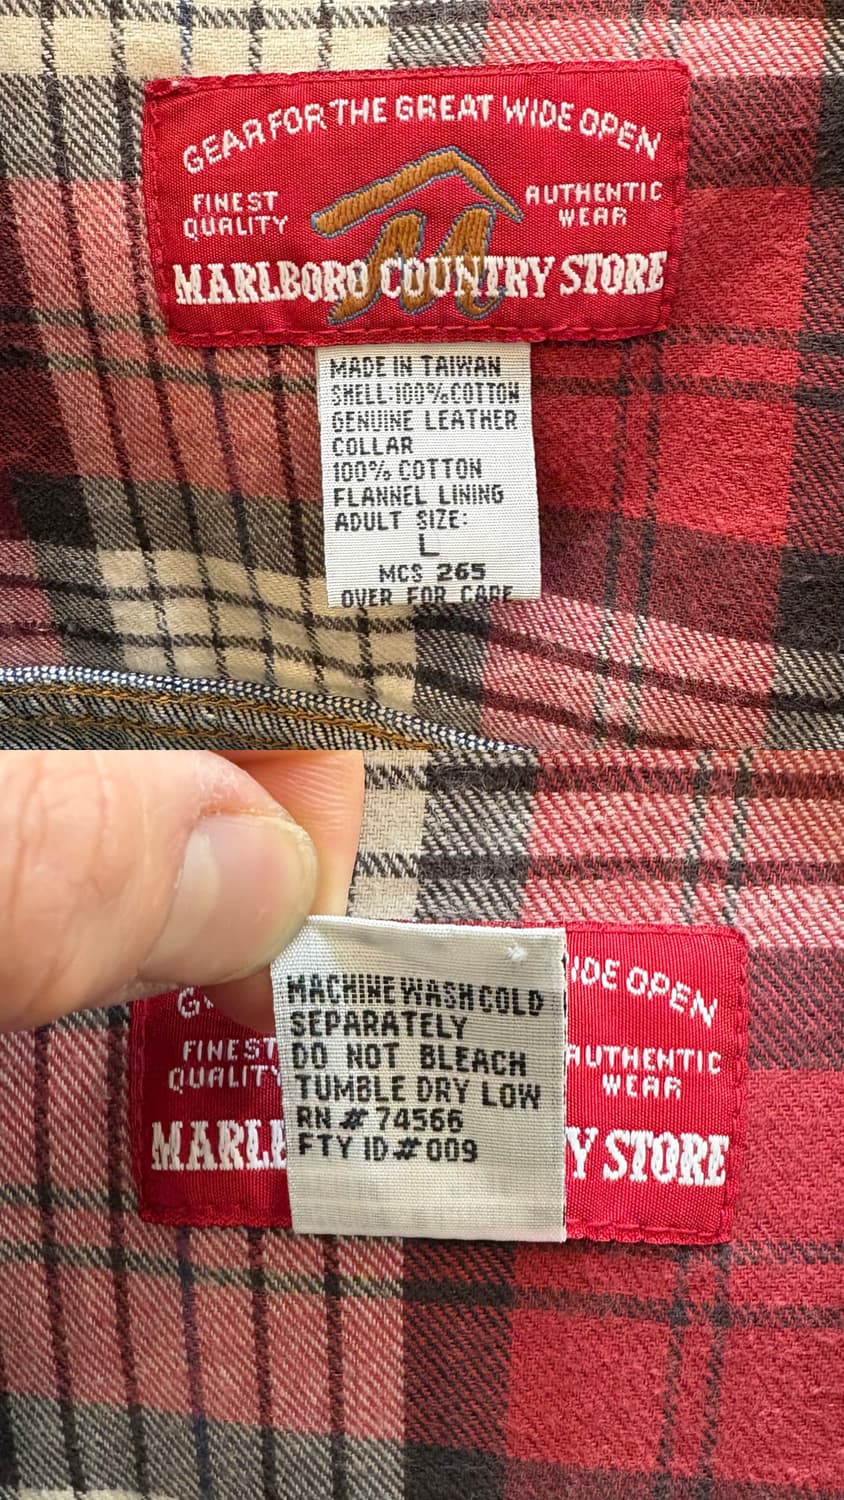 GEAR FOR THE GREAT WIDE OPEN
FINEST
QUALITY
AUTHENTIC
WEAR
M
MARLBORO COUNTRY STORE
MADE IN TAIWAN
SHELL:100%COTTON
GENUINE LEATHER
COLLAR
100% COTTON
FLANNEL LINING
ADULT SIZE:
L
MCS 265
OVER FOR CARE
G
IDE OPEN
FINEST
QUALITY
AUTHENTIC
WEAR
MARLB
Y STORE
MACHINE WASH COLD
SEPARATELY
DO NOT BLEACH
TUMBLE DRY LOW
RN # 74566
FTY ID # 009